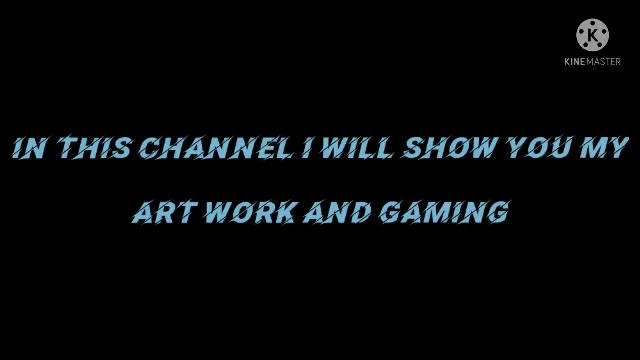 K
KINEMASTER
IN THIS CHANNEL I WILL SHOW YOU MY
ART WORK AND GAMING